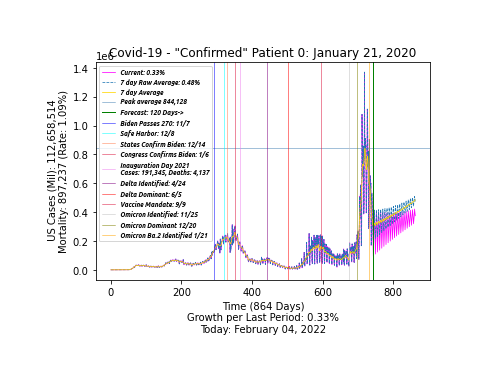 Covid-19 - "Confirmed" Patient 0: January 21, 2020
1e6
1.4
1.2
1.0
0.8
0.6
0.4
0.2
0.0
US Cases (Mil): 112,658,514
Mortality: 897,237 (Rate: 1.09%)
Current: 0.33%
7 day Raw Average: 0.48%
7 day Average
Peak average 844,128
Forecast: 120 Days->
Biden Passes 270: 11/7
Safe Harbor: 12/8
States Confirm Biden: 12/14
Congress Confirms Biden: 1/6
Inauguration Day 2021
Cases: 191,345, Deaths: 4,137
Delta Identified: 4/24
Delta Dominant: 6/5
Vaccine Mandate: 9/9
Omicron Identified: 11/25
Omicron Dominant 12/20
Omicron Ba.2 Identified 1/21
0 200 400 600 800
Time (864 Days)
Growth per Last Period: 0.33%
Today: February 04, 2022